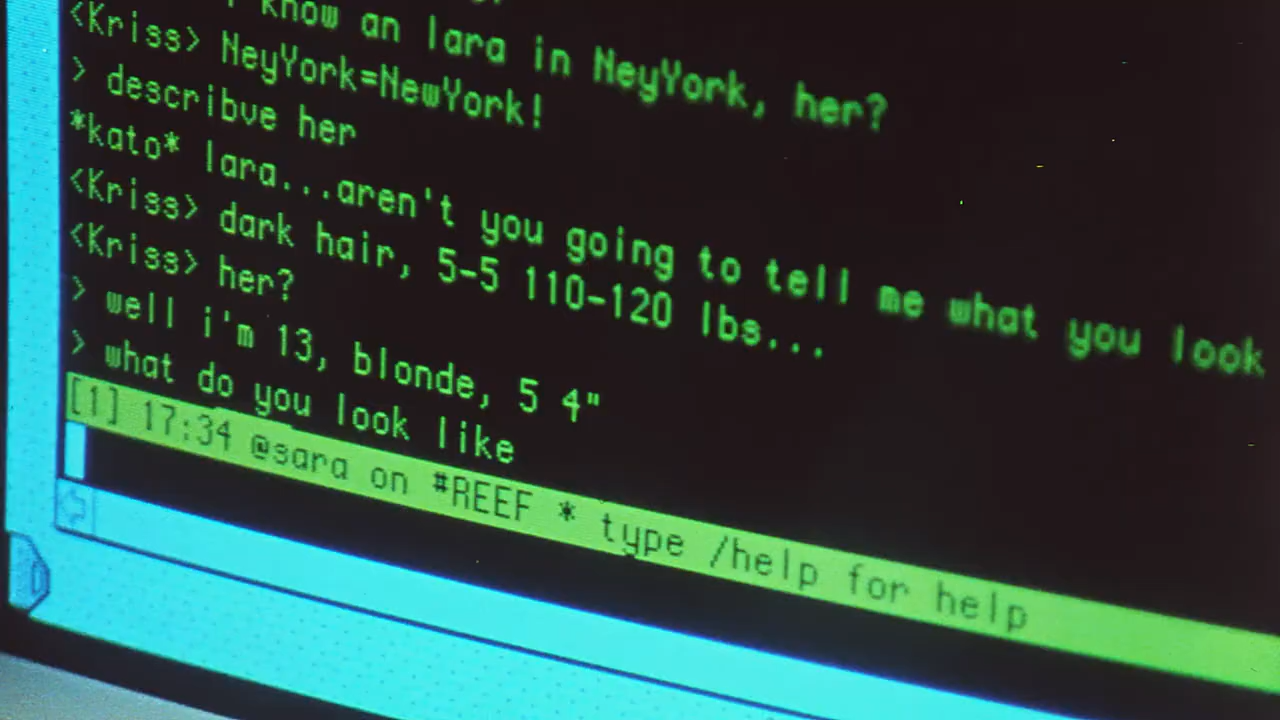 know an lara in NeyYork, her?
<Kriss> NeyYork=NewYork!
> describve her
*kato* lara...aren't you going to tell me what you look
<Kriss> dark hair, 5-5 110-120 lbs...
<Kriss> her?
> well i'm 13, blonde, 5 4"
> what do you look like
[1] 17:34 @sara on #REEF * type /help for help